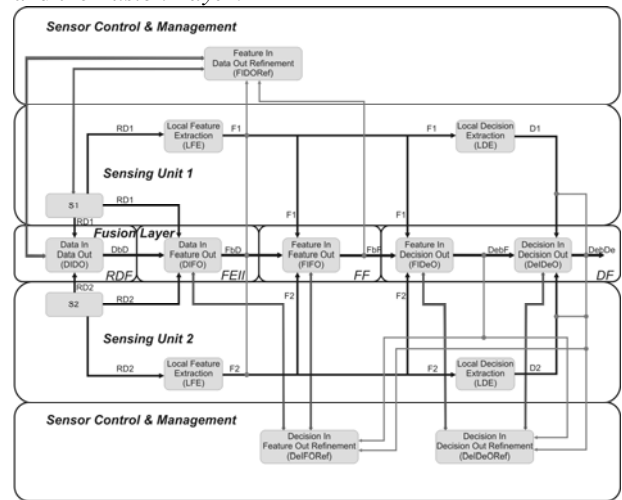 and the Fusion Layer.
Sensor Control & Management
Feature In
Data Out Refinement
(FIDORef)
RD1
Local Feature
Extraction
(LFE)
F1
F1
Local Decision
Extraction
(LDE)
D1
Sensing Unit 1
S1
RD1
RD1
F1
F1
Fusion Layer
Data In
Data Out
(DIDO)
DbD
RDF
Data In
Feature Out
(DIFO)
FbD
FEII
Feature In
Feature Out
(FIFO)
FbF
FF
Feature In
Decision Out
(FIDeO)
DebF
Decision In
Decision Out
(DeIDeO)
DebDe
DF
RD2
RD2
F2
F2
S2
Sensing Unit 2
RD2
Local Feature
Extraction
(LFE)
F2
F2
Local Decision
Extraction
(LDE)
D2
Sensor Control & Management
Decision In
Feature Out Refinement
(DeIFORef)
Decision In
Decision Out Refinement
(DeIDeORef)